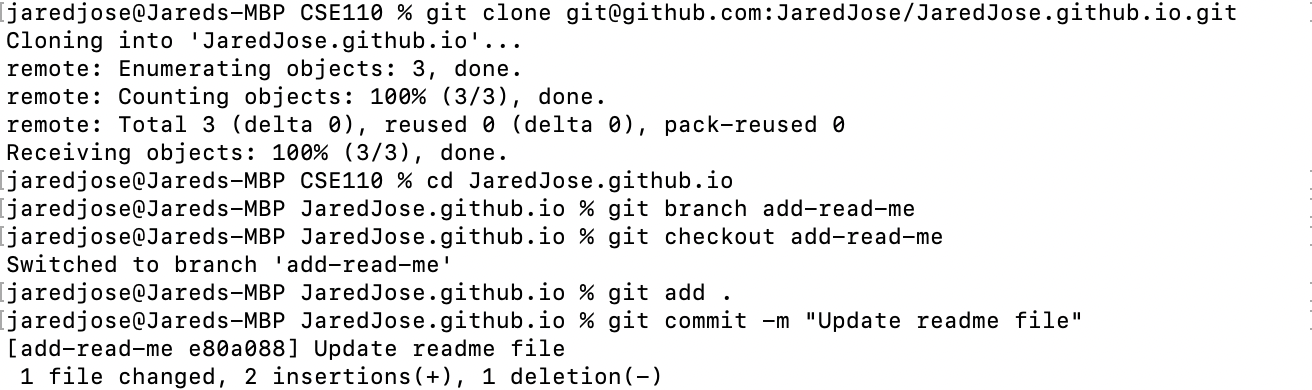 [jaredjose@Jareds-MBP CSE110 % git clone git@github.com:JaredJose/JaredJose.github.io.git
Cloning into 'JaredJose.github.io'...
remote: Enumerating objects: 3, done.
remote: Counting objects: 100% (3/3), done.
remote: Total 3 (delta 0), reused 0 (delta 0), pack-reused 0
Receiving objects: 100% (3/3), done.
[jaredjose@Jareds-MBP CSE110 % cd JaredJose.github.io
[jaredjose@Jareds-MBP JaredJose.github.io % git branch add-read-me
[jaredjose@Jareds-MBP JaredJose.github.io % git checkout add-read-me
Switched to branch 'add-read-me'
[jaredjose@Jareds-MBP JaredJose.github.io % git add .
[jaredjose@Jareds-MBP JaredJose.github.io % git commit -m "Update readme file"
[add-read-me e80a088] Update readme file
 1 file changed, 2 insertions(+), 1 deletion(-)